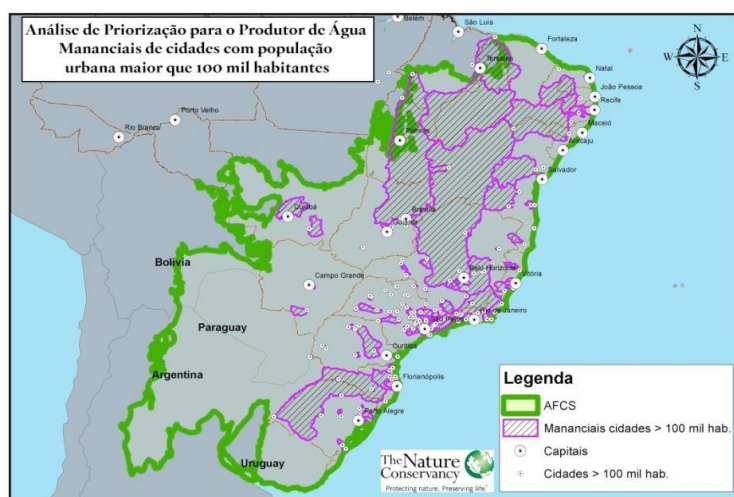 Análise de Priorização para o Produtor de Água
Mananciais de cidades com população
urbana maior que 100 mil habitantes
Belém
São Luís
Fortaleza
Teresina
Natal
João Pessoa
Recife
Maceió
Aracaju
Salvador
Porto Velho
Rio Branco
Palmas
Cuiabá
Brasília
Goiânia
Bolivia
Campo Grande
Belo Horizonte
Vitória
Paraguay
São Paulo
Rio de Janeiro
Curitiba
Argentina
Florianópolis
Porto Alegre
Uruguay
N
W
E
S
Legenda
AFCS
Mananciais cidades > 100 mil hab.
Capitais
Cidades > 100 mil hab.
The Nature
Conservancy
Protecting nature. Preserving life.™